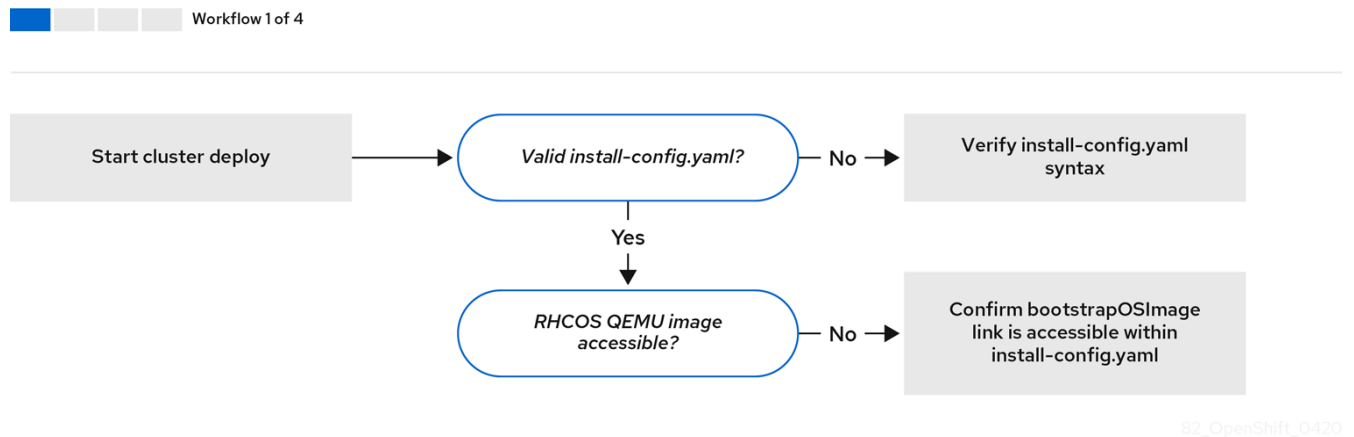 Workflow 1 of 4
Start cluster deploy
Valid install-config.yaml?
No
Verify install-config.yaml
syntax
Yes
RHCOS QEMU image
accessible?
No
Confirm bootstrapOSImage
link is accessible within
install-config.yaml
82_OpenShift_0420